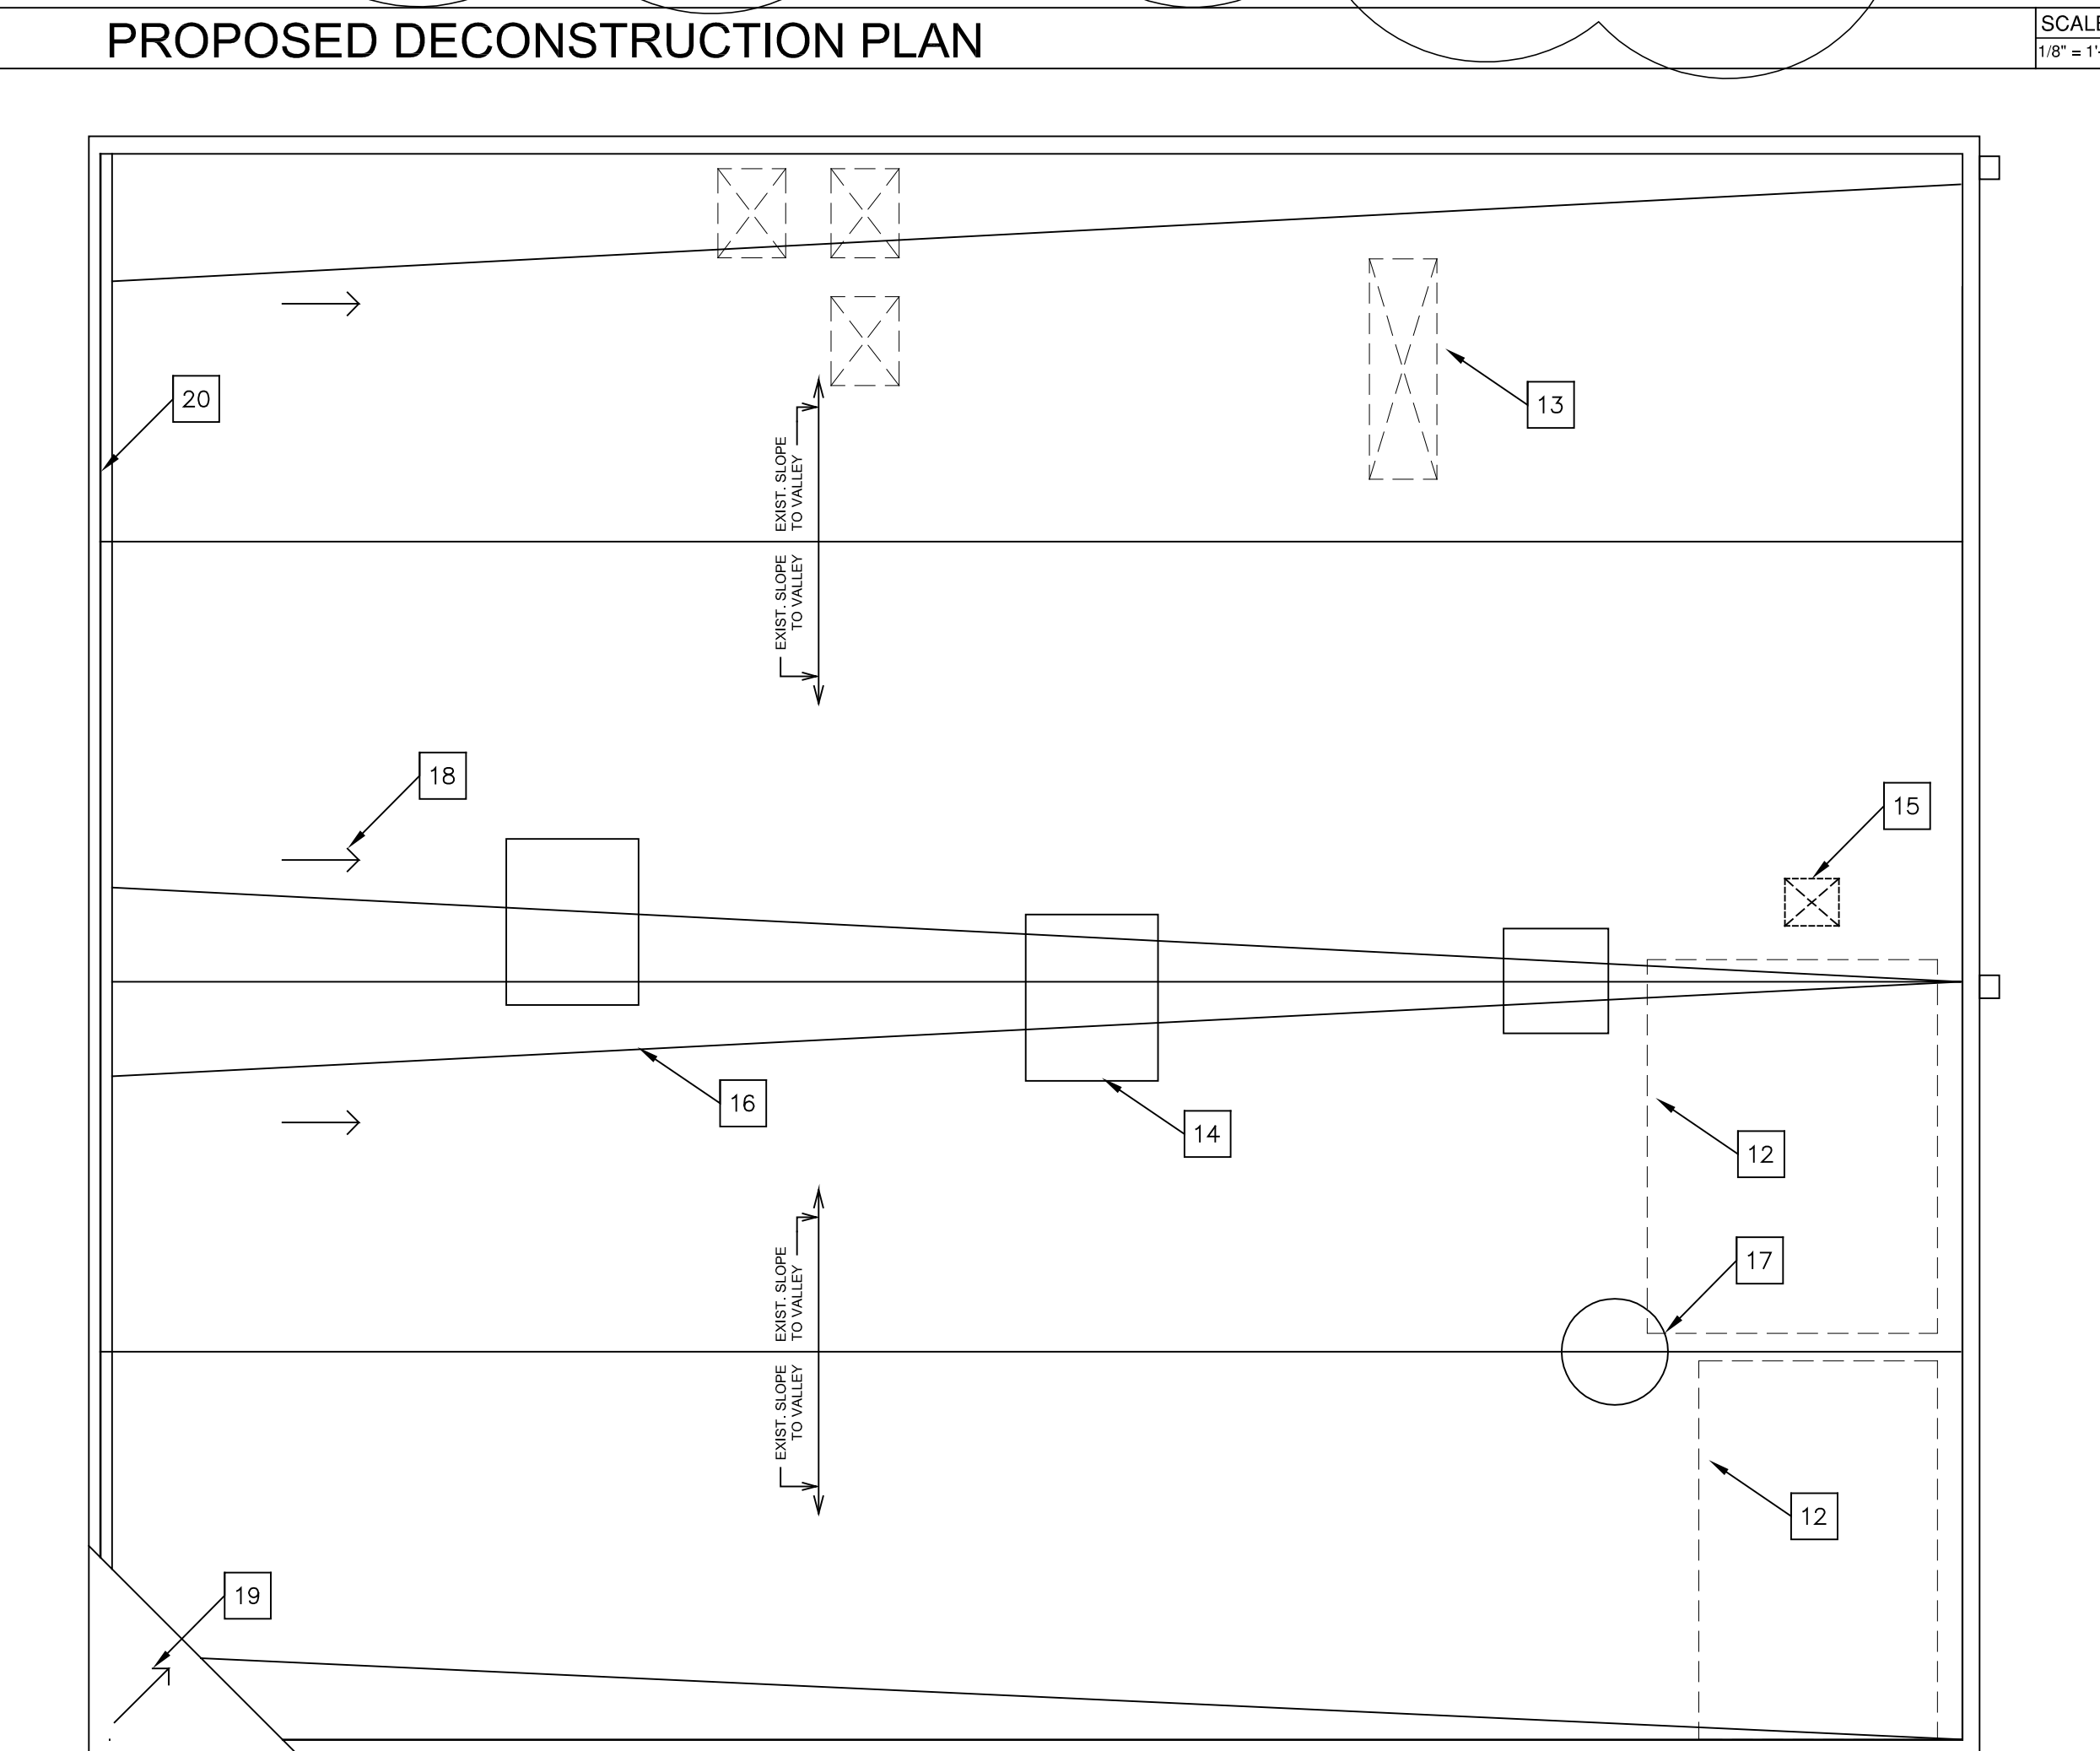 PROPOSED DECONSTRUCTION PLAN
1/8" = 1'-
20
13
EXIST. SLOPE
TO VALLEY
EXIST. SLOPE
TO VALLEY
18
15
16
14
12
17
EXIST. SLOPE
TO VALLEY
EXIST. SLOPE
TO VALLEY
12
19